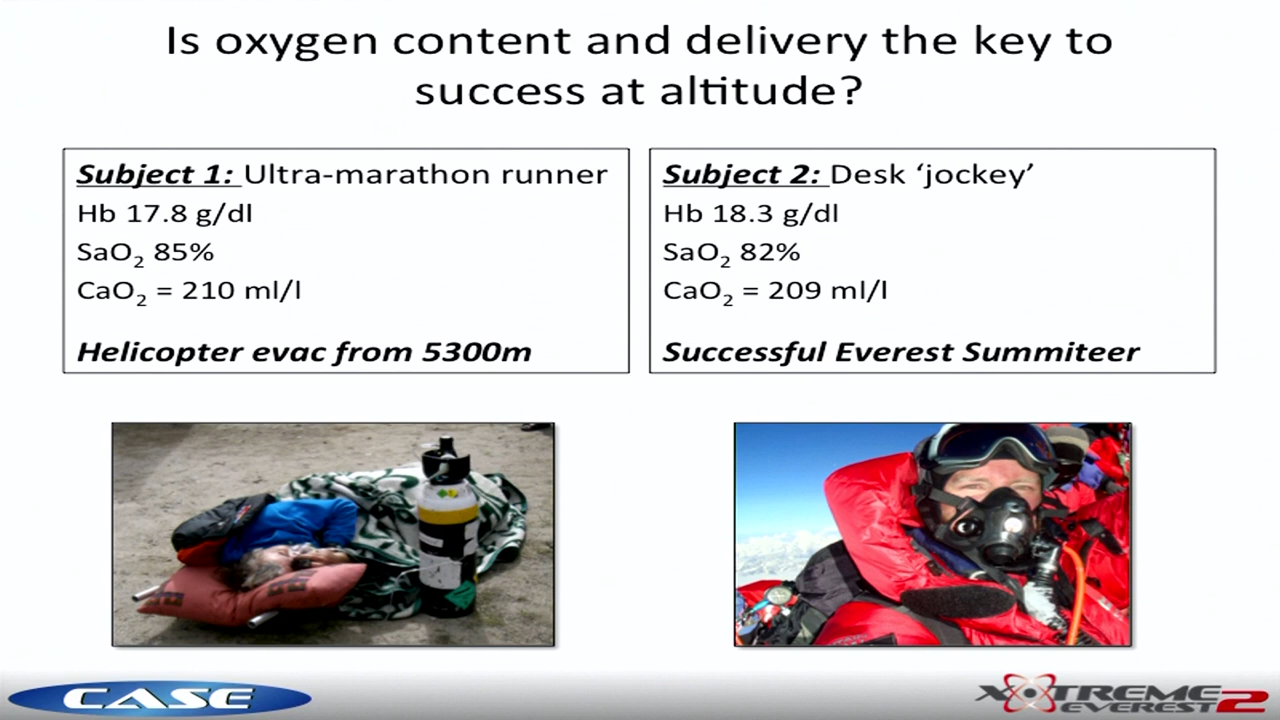 Is oxygen content and delivery the key to
success at altitude?
Subject 1: Ultra-marathon runner
Hb 17.8 g/dl
SaO₂ 85%
CaO₂ = 210 ml/l
Helicopter evac from 5300m
Subject 2: Desk ‘jockey’
Hb 18.3 g/dl
SaO₂ 82%
CaO₂ = 209 ml/l
Successful Everest Summiteer
CASE
XTREME
EVEREST 2